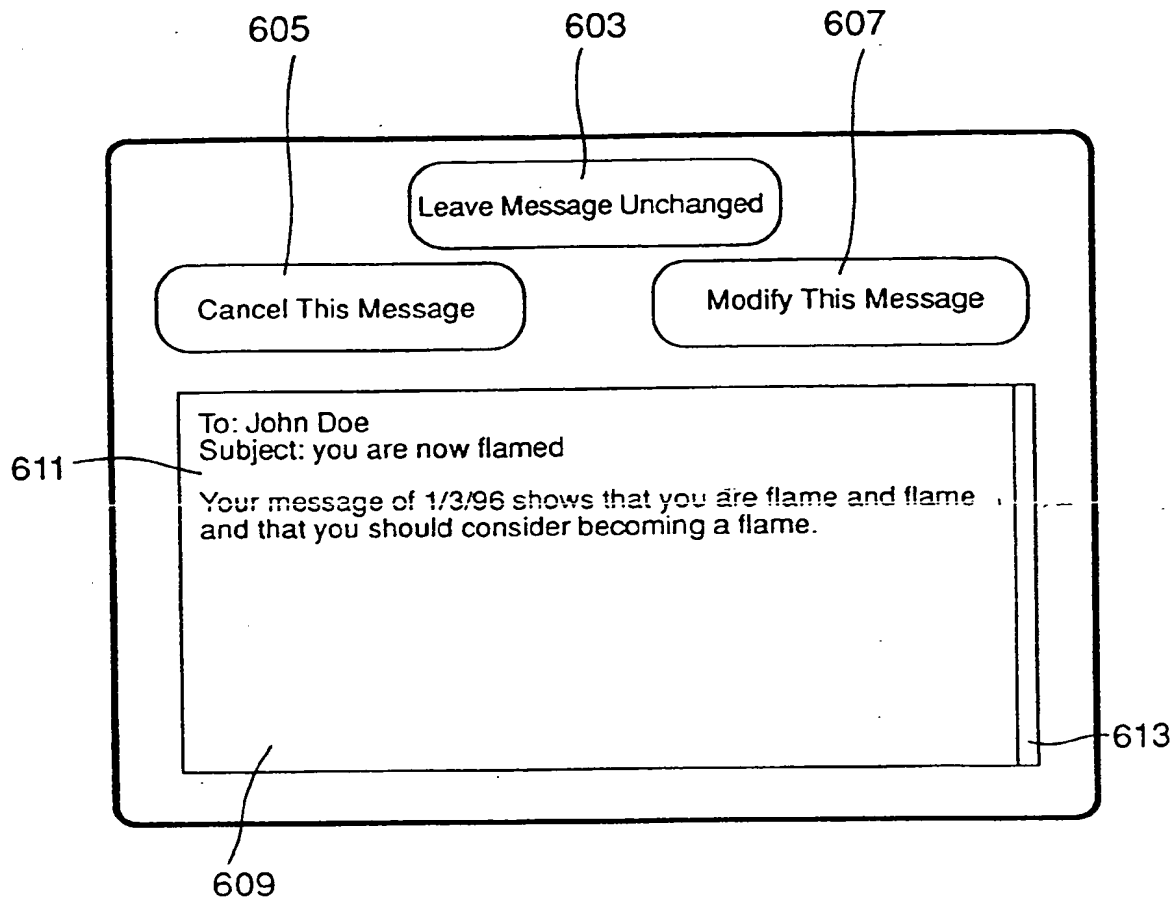 605 603 607
Leave Message Unchanged
Cancel This Message Modify This Message
To: John Doe
Subject: you are now flamed
611
Your message of 1/3/96 shows that you are flame and flame
and that you should consider becoming a flame.
613
609